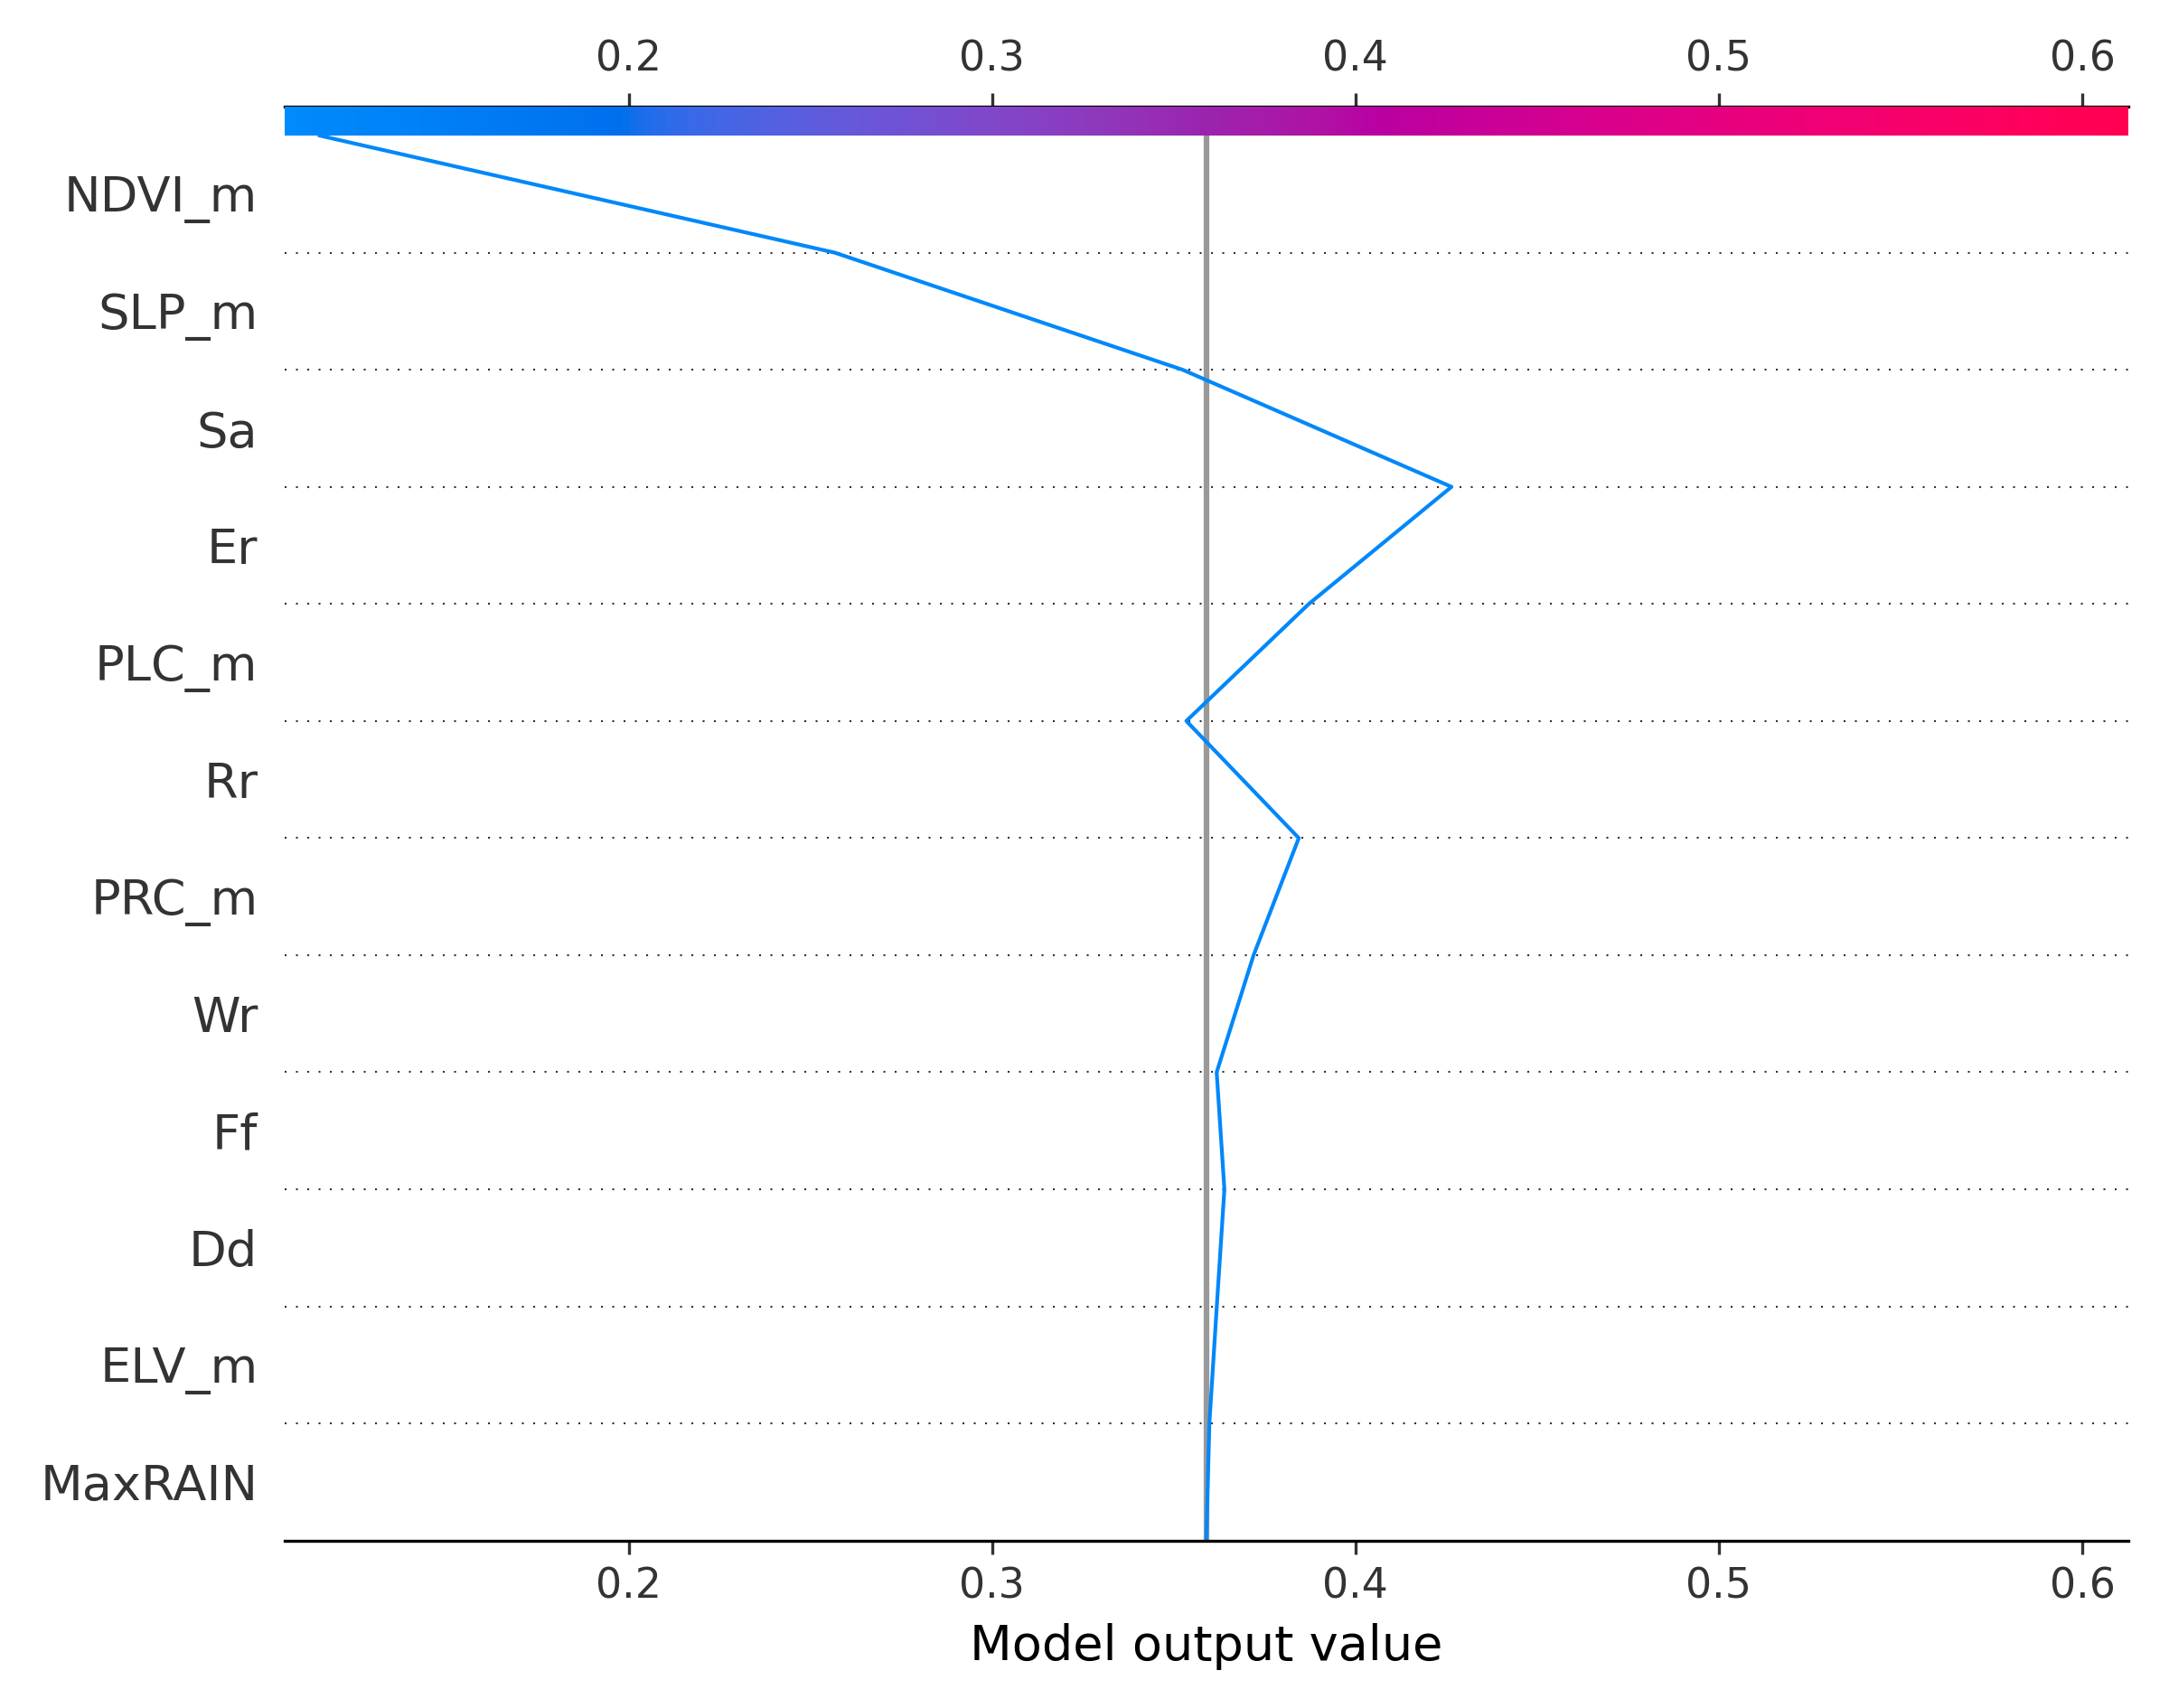 0.2 0.3 0.4 0.5 0.6
NDVI_m
SLP_m
Sa
Er
PLC_m
Rr
PRC_m
Wr
Ff
Dd
ELV_m
MaxRAIN
0.2 0.3 0.4 0.5 0.6
Model output value